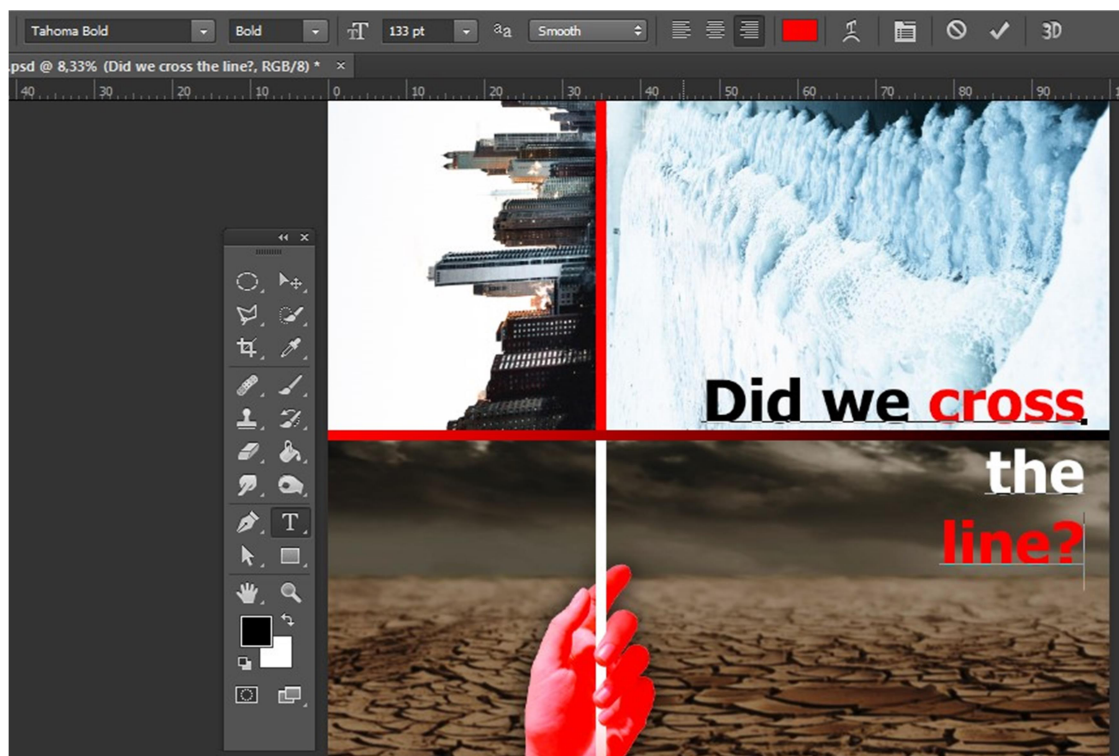 Tahoma Bold Bold 133 pt Smooth 3D
.psd @ 8,33% (Did we cross the line?, RGB/8) * ×
40 30 20 10 0 10 20 30 40 50 60 70 80 90
Did we cross
the
line?